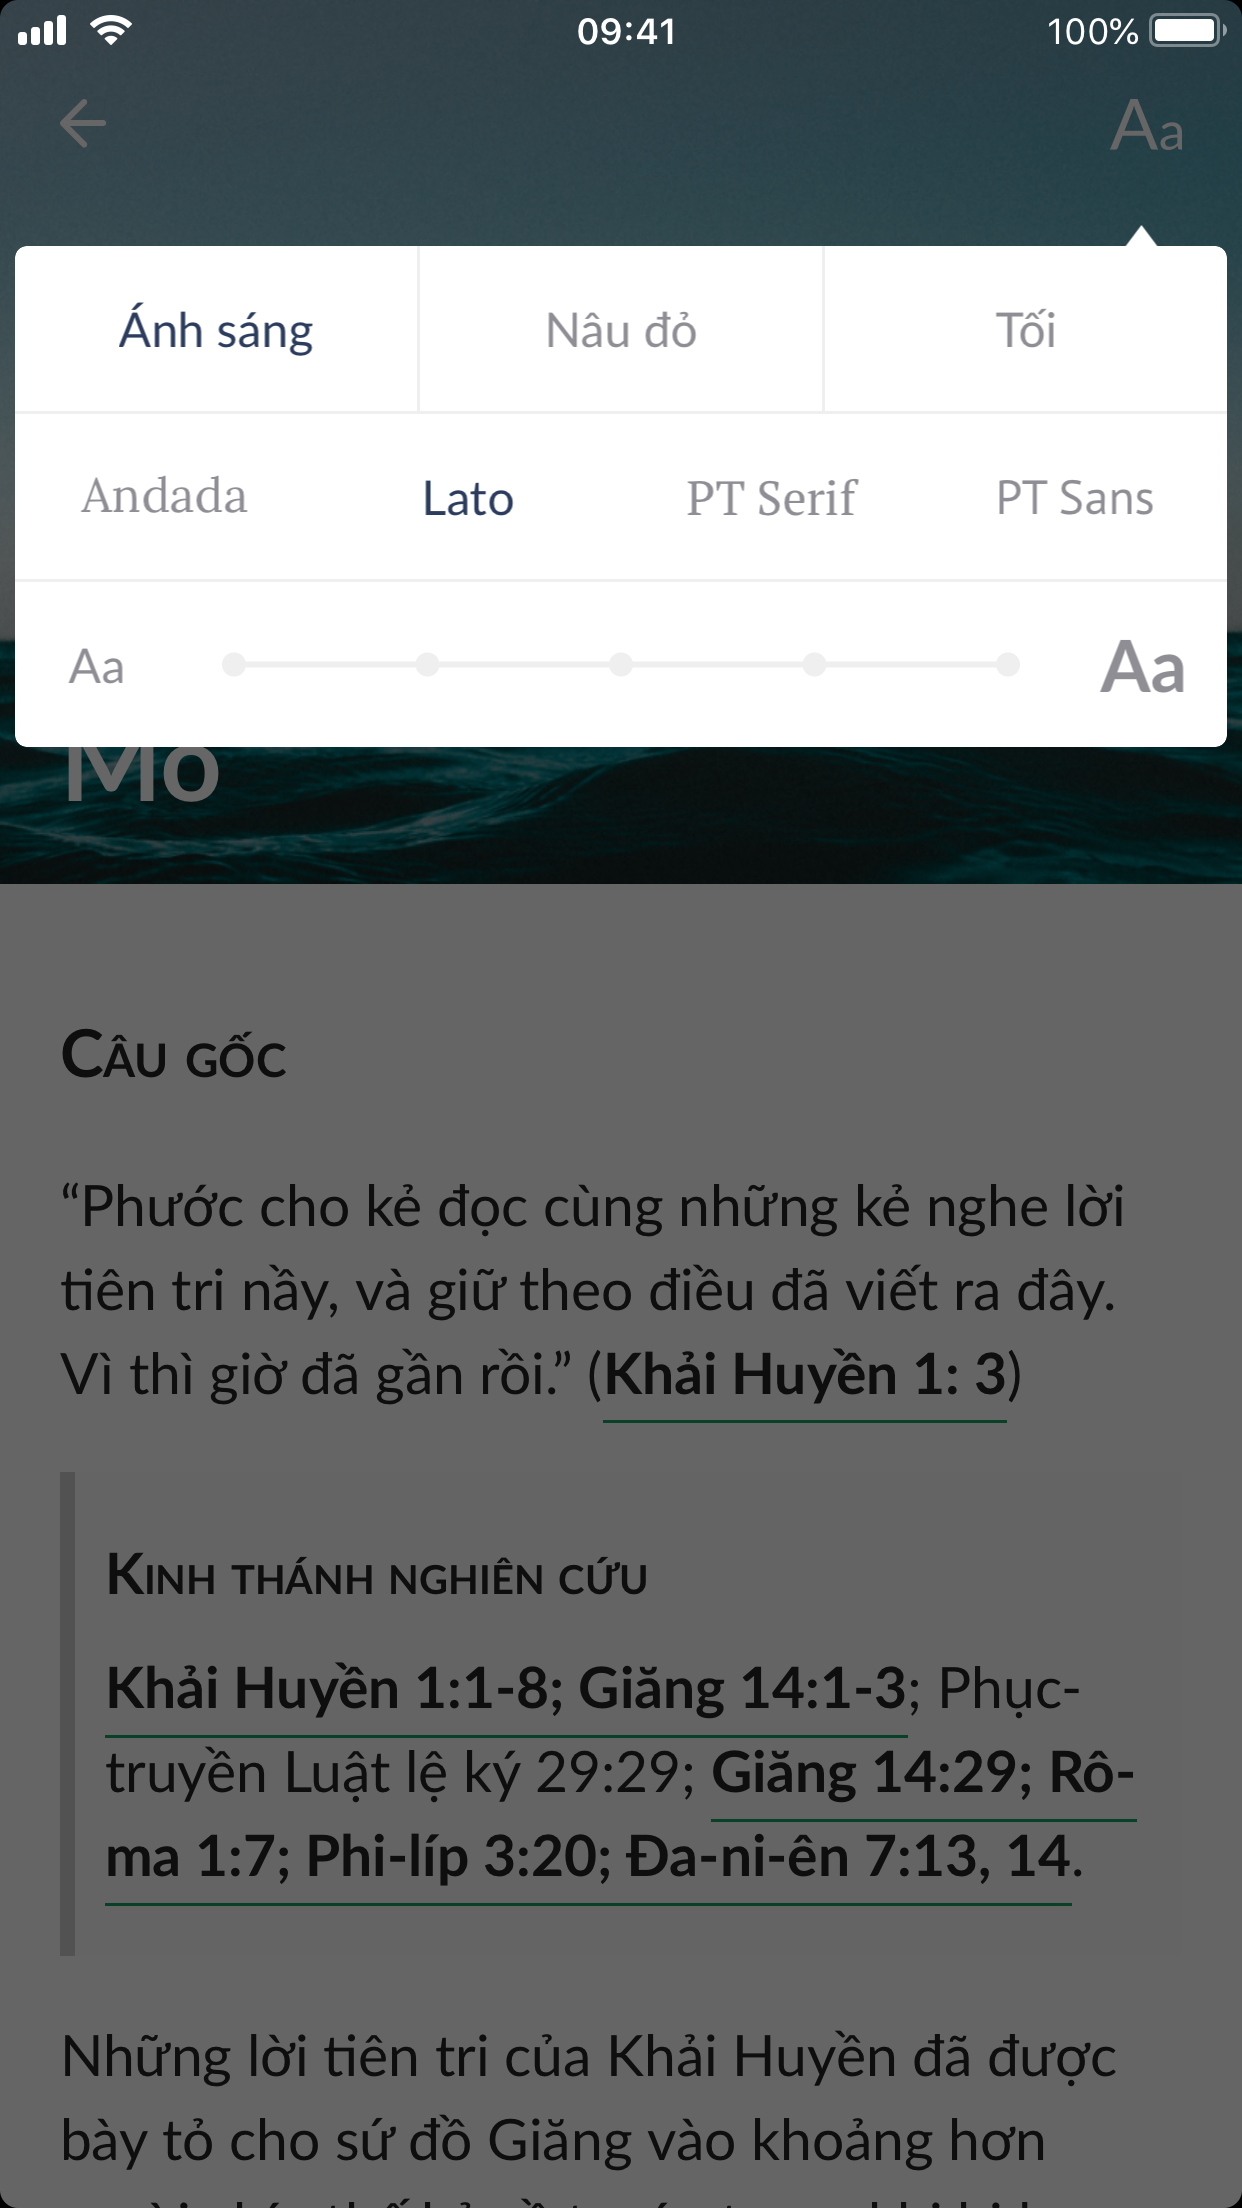 09:41 100%
Aa
Ánh sáng Nâu đỏ Tối
Andada Lato PT Serif PT Sans
Aa Aa
Câu gốc
“Phước cho kẻ đọc cùng những kẻ nghe lời
tiên tri nầy, và giữ theo điều đã viết ra đây.
Vì thì giờ đã gần rồi.” (Khải Huyền 1: 3)
Kinh thánh nghiên cứu
Khải Huyền 1:1-8; Giăng 14:1-3; Phục-
truyền Luật lệ ký 29:29; Giăng 14:29; Rô-
ma 1:7; Phi-líp 3:20; Đa-ni-ên 7:13, 14.
Những lời tiên tri của Khải Huyền đã được
bày tỏ cho sứ đồ Giăng vào khoảng hơn